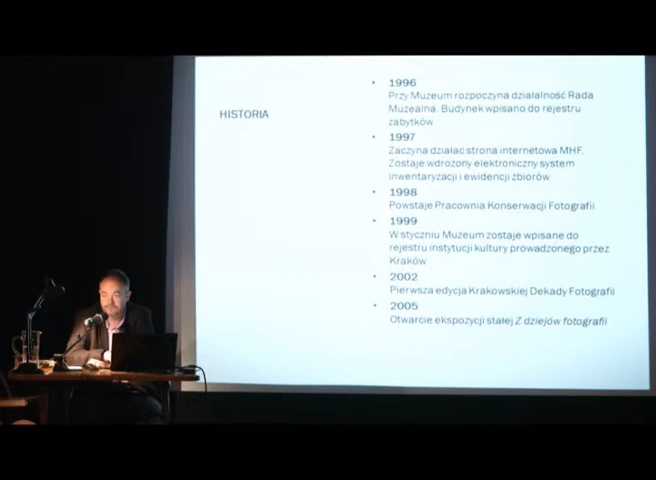 HISTORIA
1996
Przy Muzeum rozpoczyna działalność Rada
Muzealna. Budynek wpisano do rejestru
zabytków
1997
Zaczyna działać strona internetowa MHF.
Zostaje wdrożony elektroniczny system
inwentaryzacji i ewidencji zbiorów
1998
Powstaje Pracownia Konserwacji Fotografii
1999
W styczniu Muzeum zostaje wpisane do
rejestru instytucji kultury prowadzonego przez
Kraków
2002
Pierwsza edycja Krakowskiej Dekady Fotografii
2005
Otwarcie ekspozycji stałej Z dziejów fotografii